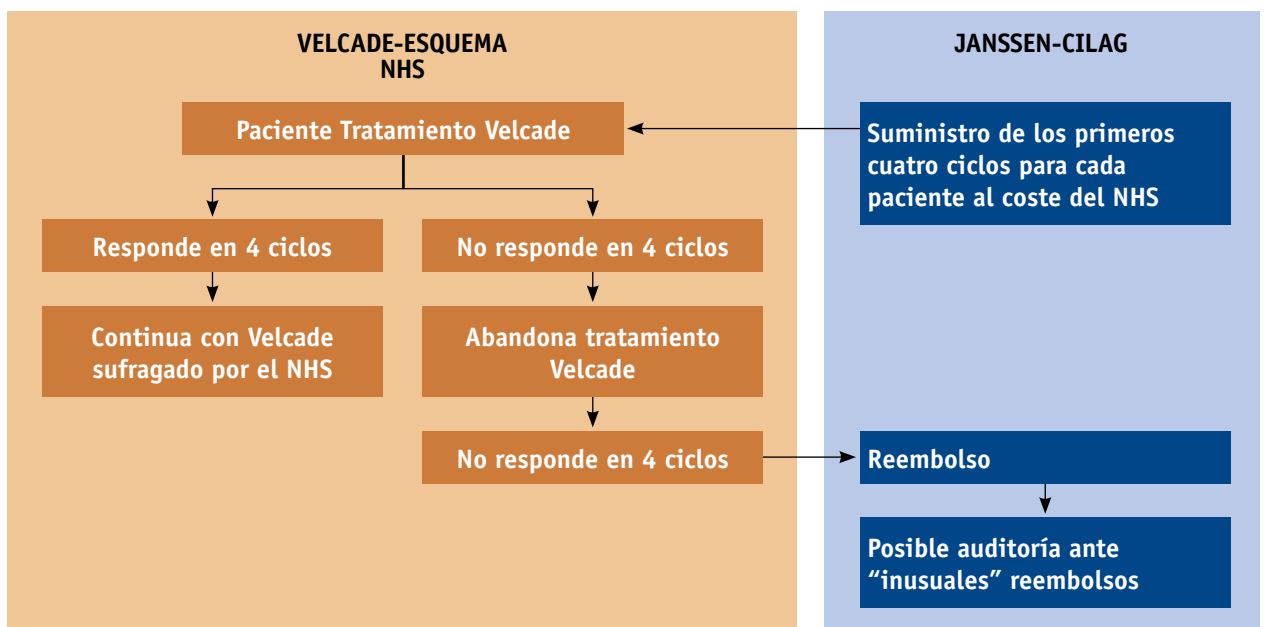 VELCADE-ESQUEMA
NHS
Paciente Tratamiento Velcade
Responde en 4 ciclos
No responde en 4 ciclos
Continua con Velcade
sufragado por el NHS
Abandona tratamiento
Velcade
No responde en 4 ciclos
JANSSEN-CILAG
Suministro de los primeros
cuatro ciclos para cada
paciente al coste del NHS
Reembolso
Posible auditoría ante
“inusuales” reembolsos